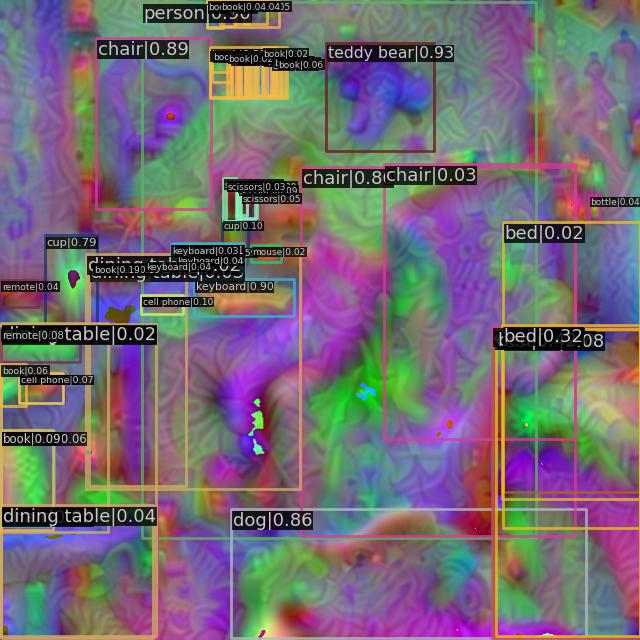 person|0.90
chair|0.89
book|0.02
book|0.06
teddy bear|0.93
scissors|0.03
scissors|0.05
cup|0.10
chair|0.8
chair|0.03
bottle|0.04
bed|0.02
cup|0.79
keyboard|0.03
mouse|0.02
keyboard|0.04
book|0.19
keyboard|0.90
remote|0.04
cell phone|0.10
dining table|0.02
remote|0.08
bed|0.32
book|0.06
cell phone|0.07
book|0.09
dining table|0.04
dog|0.86